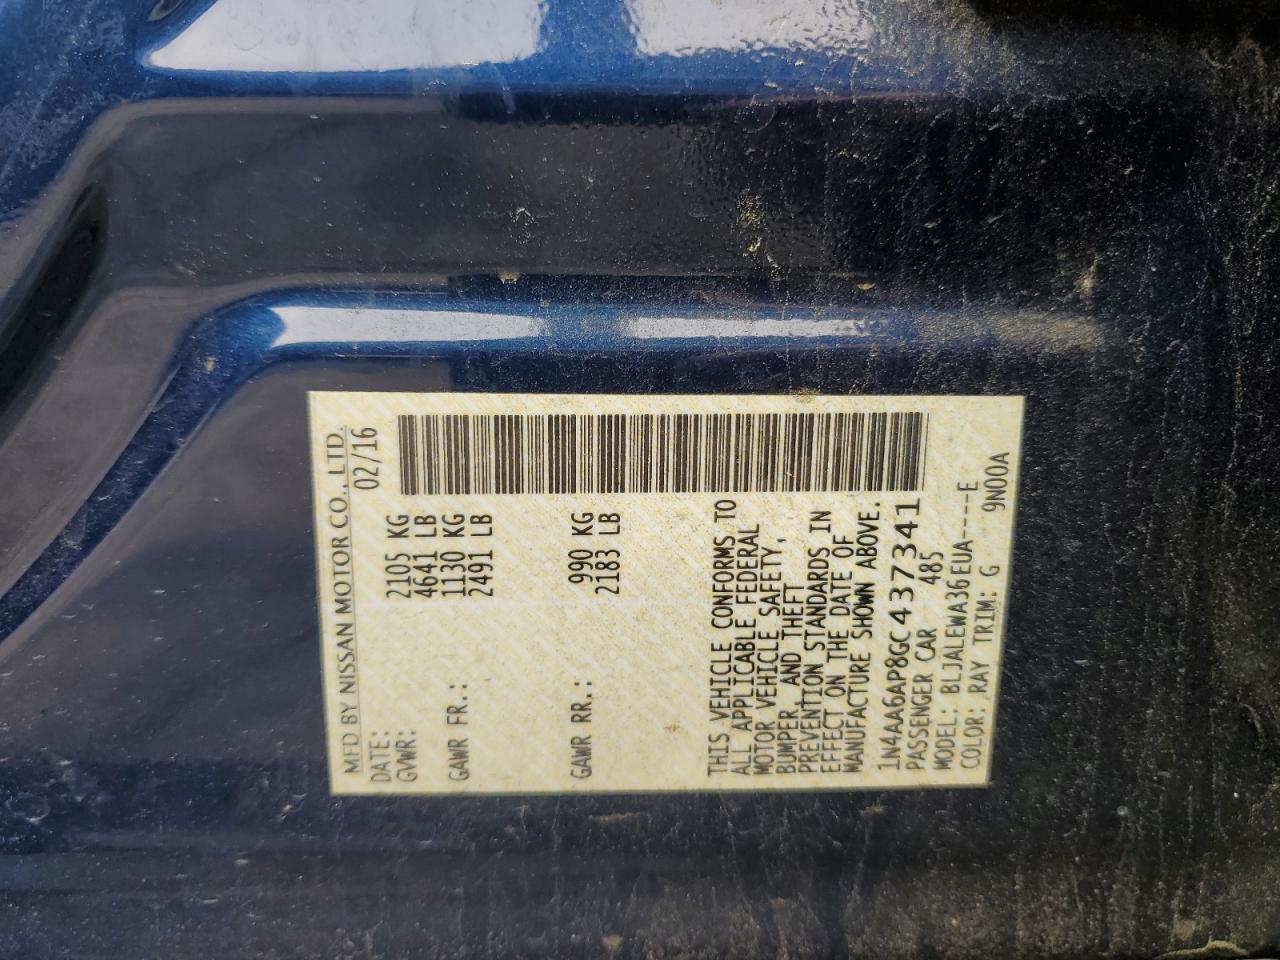 MFD BY NISSAN MOTOR CO., LTD.
DATE: 02/16
GVWR: 2105 KG
4641 LB
GAWR FR.: 1130 KG
2491 LB
GAWR RR.: 990 KG
2183 LB
THIS VEHICLE CONFORMS TO
ALL APPLICABLE FEDERAL
MOTOR VEHICLE SAFETY,
BUMPER, AND THEFT
PREVENTION STANDARDS IN
EFFECT ON THE DATE OF
MANUFACTURE SHOWN ABOVE.
1N4AA6AP8GC437341
PASSENGER CAR 485
MODEL: BLJALEWA36EUA----E
COLOR: RAY TRIM: G 9N00A